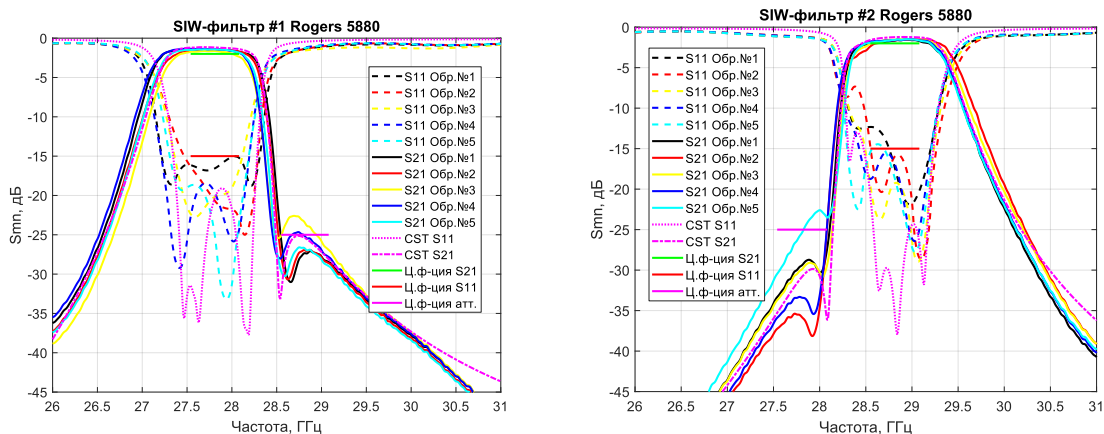 SIW-фильтр #1 Rogers 5880
0
-5
-10
-15
-20
-25
-30
-35
-40
-45
Smn, дБ
26
26.5
27
27.5
28
28.5
29
29.5
30
30.5
31
Частота, ГГц
S11 Обр.№1
S11 Обр.№2
S11 Обр.№3
S11 Обр.№4
S11 Обр.№5
S21 Обр.№1
S21 Обр.№2
S21 Обр.№3
S21 Обр.№4
S21 Обр.№5
CST S11
CST S21
Ц.ф-ция S21
Ц.ф-ция S11
Ц.ф-ция атт.
SIW-фильтр #2 Rogers 5880
0
-5
-10
-15
-20
-25
-30
-35
-40
-45
Smn, дБ
26
26.5
27
27.5
28
28.5
29
29.5
30
30.5
31
Частота, ГГц
S11 Обр.№1
S11 Обр.№2
S11 Обр.№3
S11 Обр.№4
S11 Обр.№5
S21 Обр.№1
S21 Обр.№2
S21 Обр.№3
S21 Обр.№4
S21 Обр.№5
CST S11
CST S21
Ц.ф-ция S21
Ц.ф-ция S11
Ц.ф-ция атт.